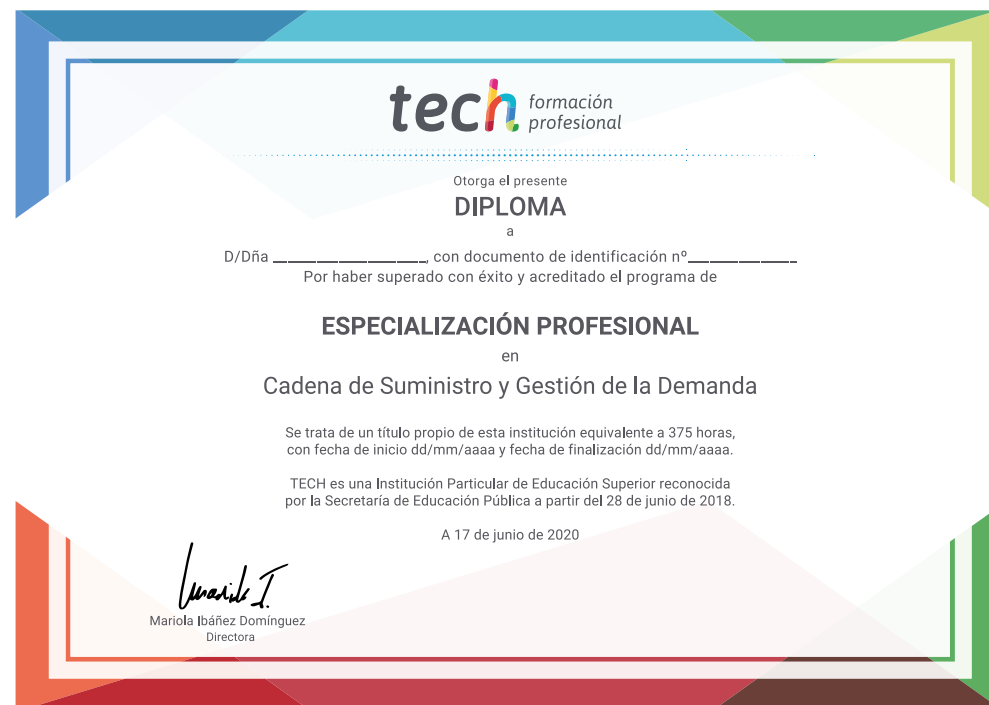 tech formación
profesional
Otorga el presente
DIPLOMA
a
D/Dña ____________________, con documento de identificación nº______________
Por haber superado con éxito y acreditado el programa de
ESPECIALIZACIÓN PROFESIONAL
en
Cadena de Suministro y Gestión de la Demanda
Se trata de un título propio de esta institución equivalente a 375 horas,
con fecha de inicio dd/mm/aaaa y fecha de finalización dd/mm/aaaa.
TECH es una Institución Particular de Educación Superior reconocida
por la Secretaría de Educación Pública a partir del 28 de junio de 2018.
A 17 de junio de 2020
Mariola I.
Mariola Ibáñez Domínguez
Directora